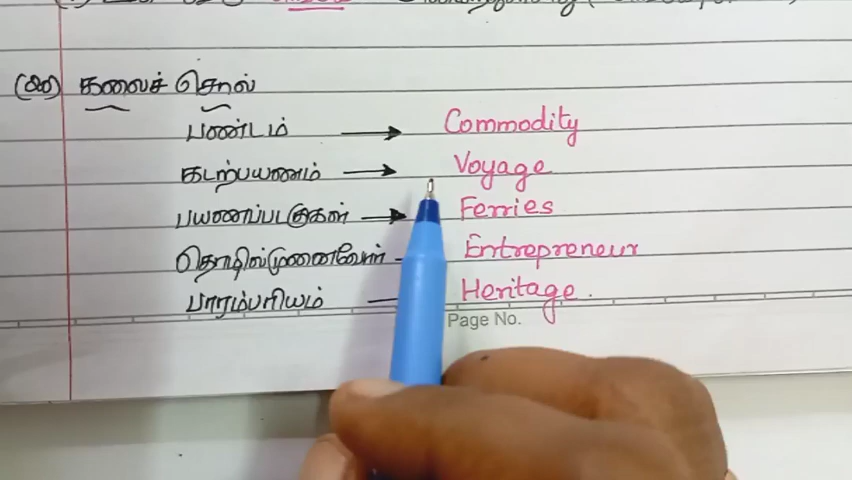 கலைச் சொல்
பண்டம் → Commodity
கடற்பயணம் → Voyage
பயணப்படகுகள் → Ferries
தொழில்முனைவோர் Entrepreneur
பாரம்பரியம் Heritage.
Page No.